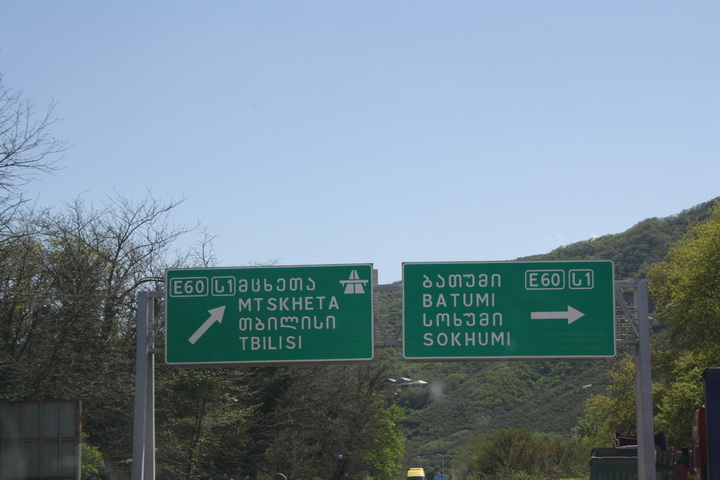 E60 ს1 მცხეთა
MTSKHETA
თბილისი
TBILISI
ბათუმი E60 ს1
BATUMI
სოხუმი
SOKHUMI